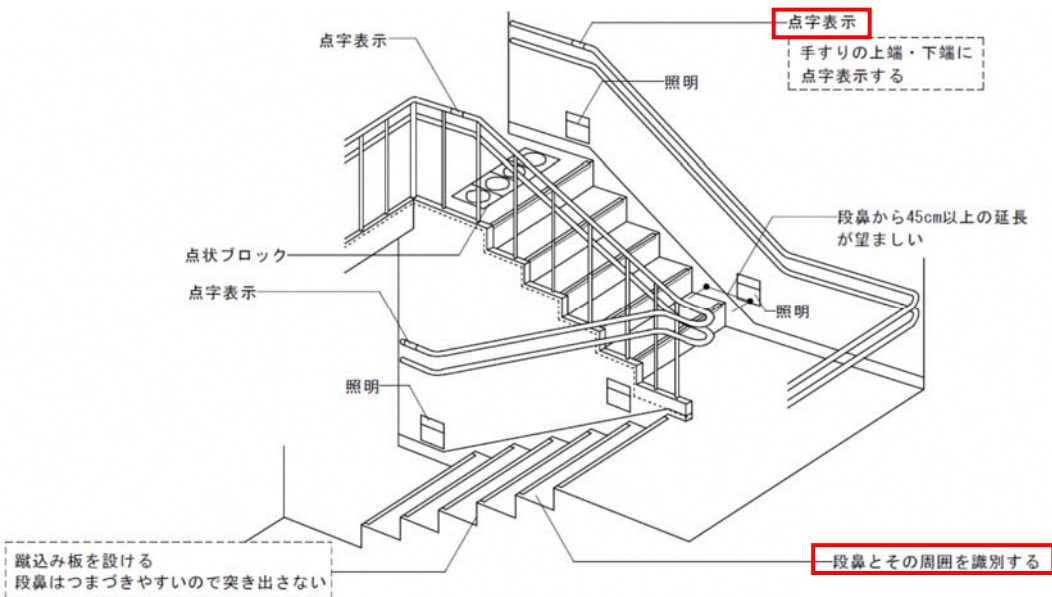 点字表示
手すりの上端・下端に
点字表示する
点字表示
照明
段鼻から45cm以上の延長
が望ましい
点状ブロック
点字表示
照明
照明
蹴込み板を設ける
段鼻はつまづきやすいので突き出さない
段鼻とその周囲を識別する